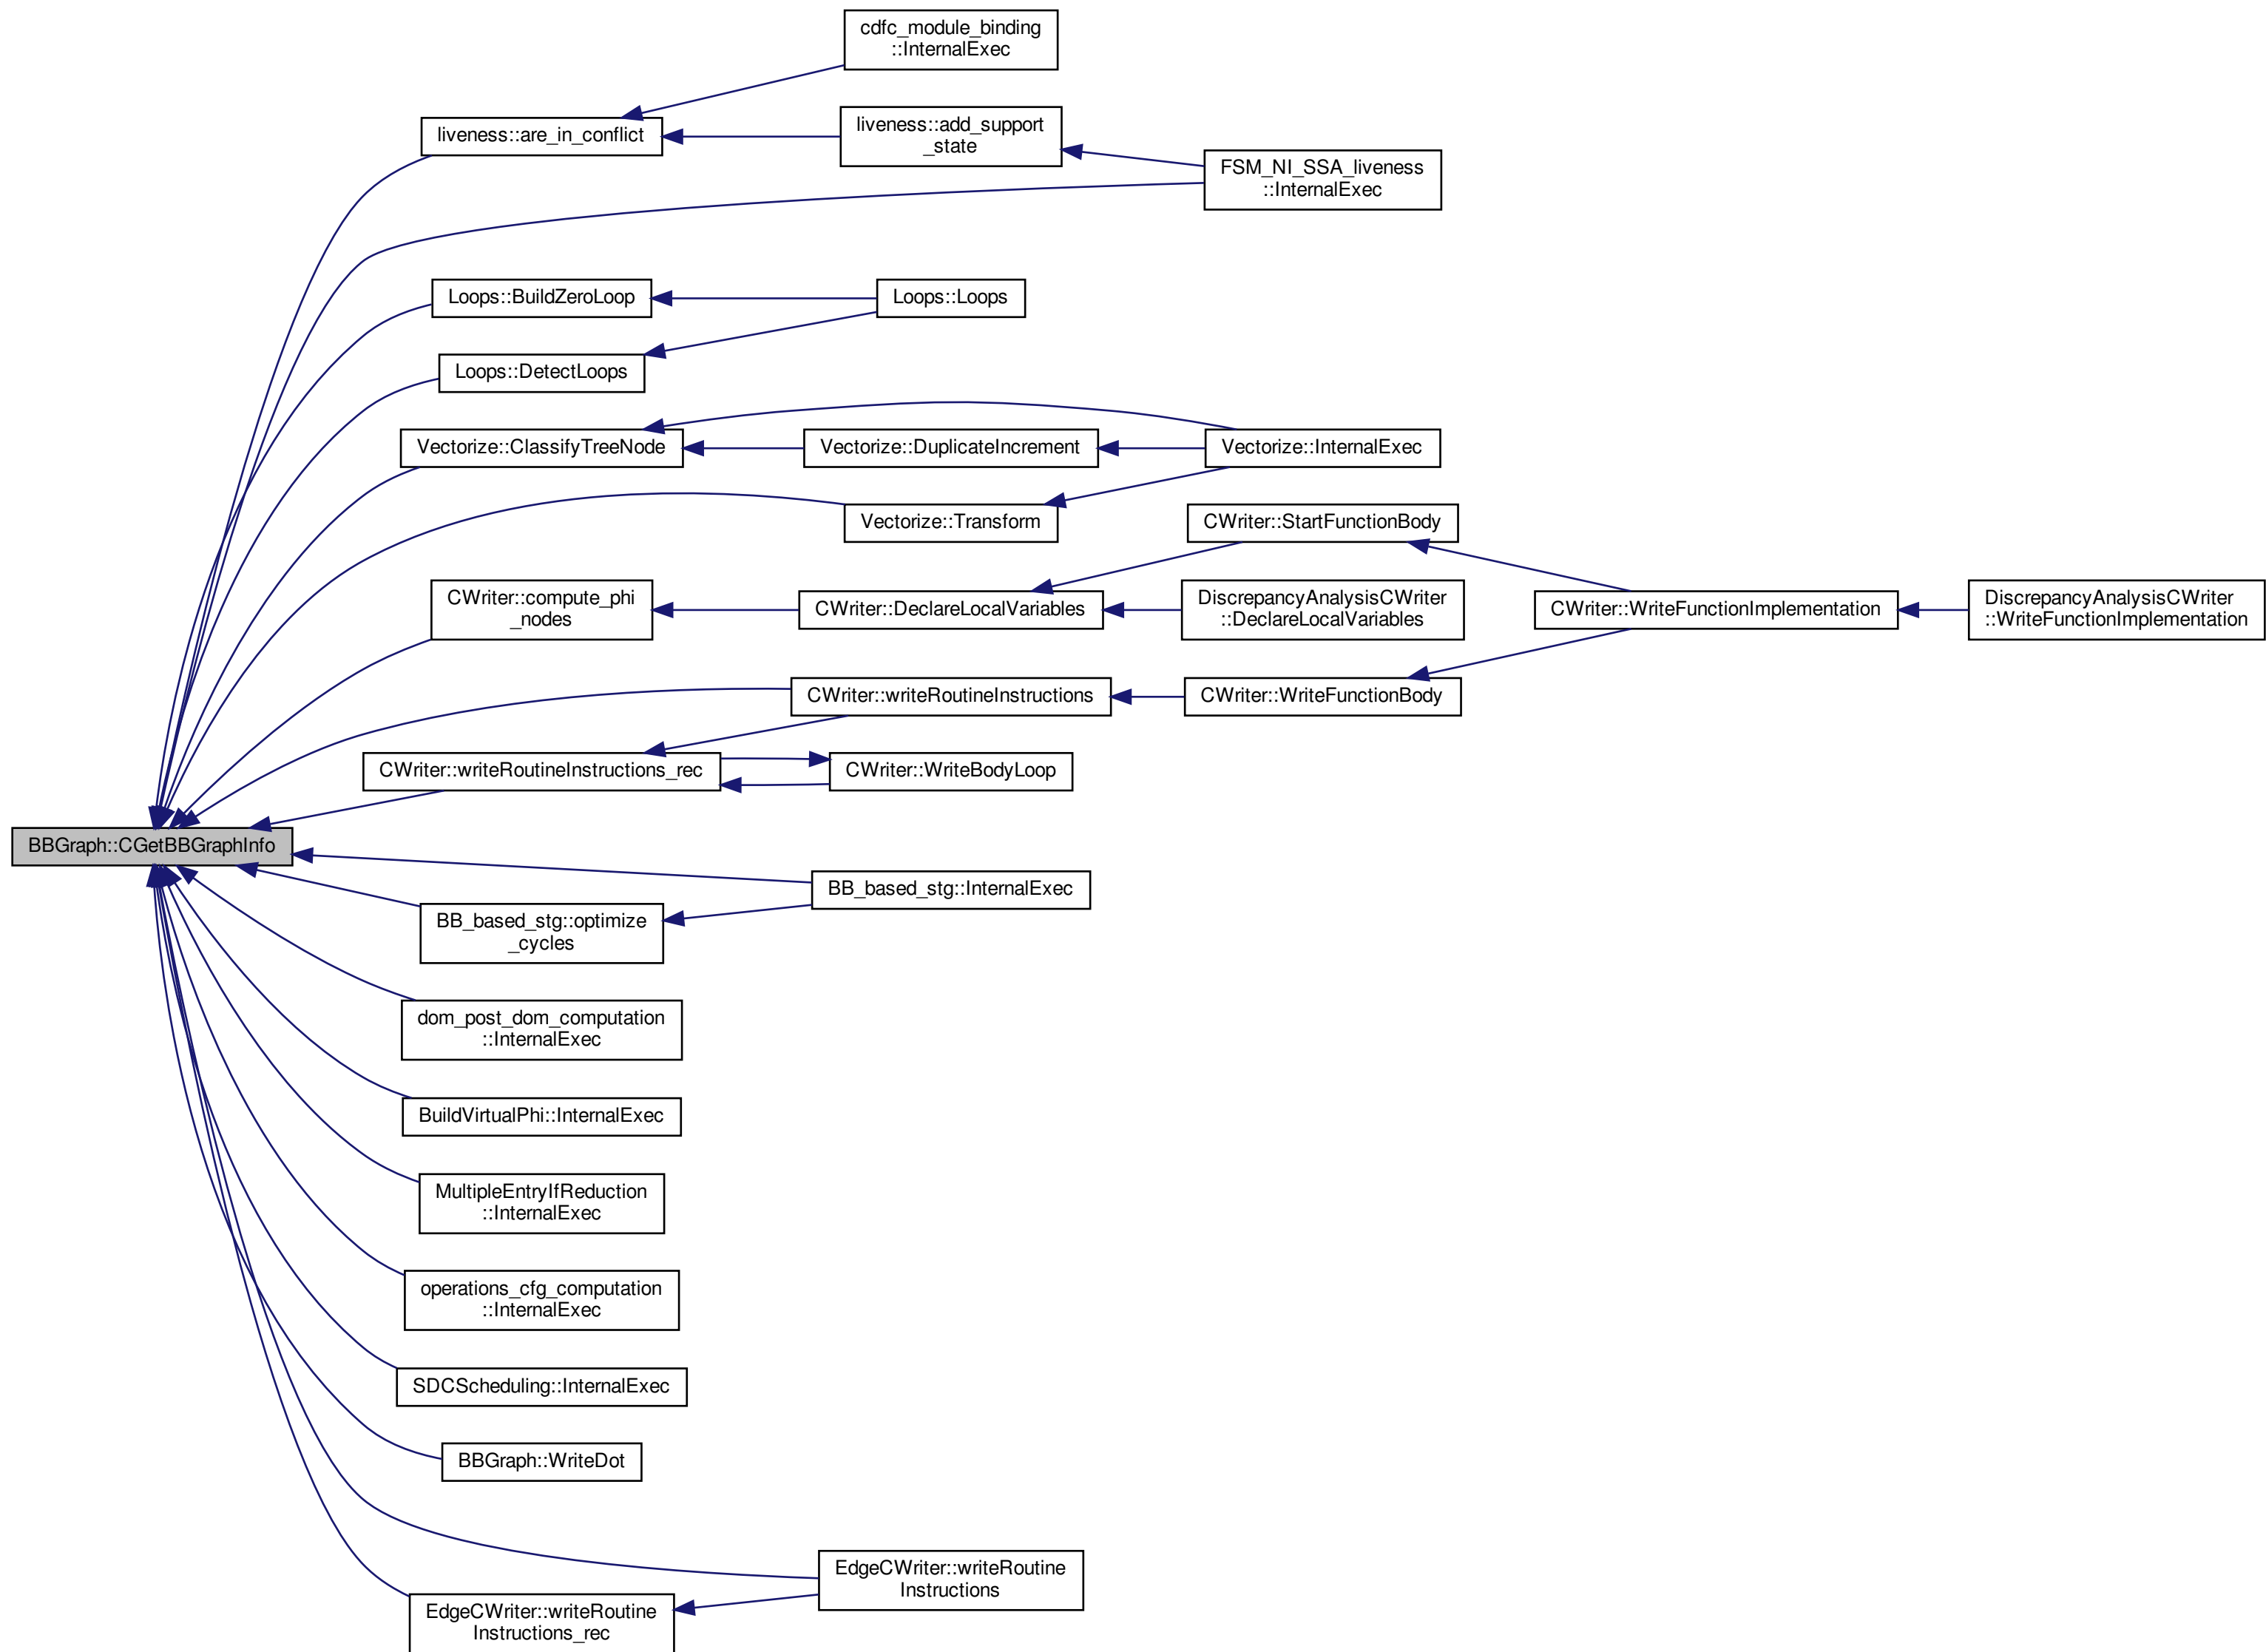 cdfc_module_binding
::InternalExec
liveness::are_in_conflict
liveness::add_support
_state
FSM_NI_SSA_liveness
::InternalExec
Loops::BuildZeroLoop
Loops::Loops
Loops::DetectLoops
Vectorize::ClassifyTreeNode
Vectorize::DuplicateIncrement
Vectorize::InternalExec
Vectorize::Transform
CWriter::StartFunctionBody
CWriter::compute_phi
_nodes
CWriter::DeclareLocalVariables
DiscrepancyAnalysisCWriter
::DeclareLocalVariables
CWriter::WriteFunctionImplementation
DiscrepancyAnalysisCWriter
::WriteFunctionImplementation
CWriter::writeRoutineInstructions
CWriter::WriteFunctionBody
CWriter::writeRoutineInstructions_rec
CWriter::WriteBodyLoop
BBGraph::CGetBBGraphInfo
BB_based_stg::InternalExec
BB_based_stg::optimize
_cycles
dom_post_dom_computation
::InternalExec
BuildVirtualPhi::InternalExec
MultipleEntryIfReduction
::InternalExec
operations_cfg_computation
::InternalExec
SDCScheduling::InternalExec
BBGraph::WriteDot
EdgeCWriter::writeRoutine
Instructions
EdgeCWriter::writeRoutine
Instructions_rec